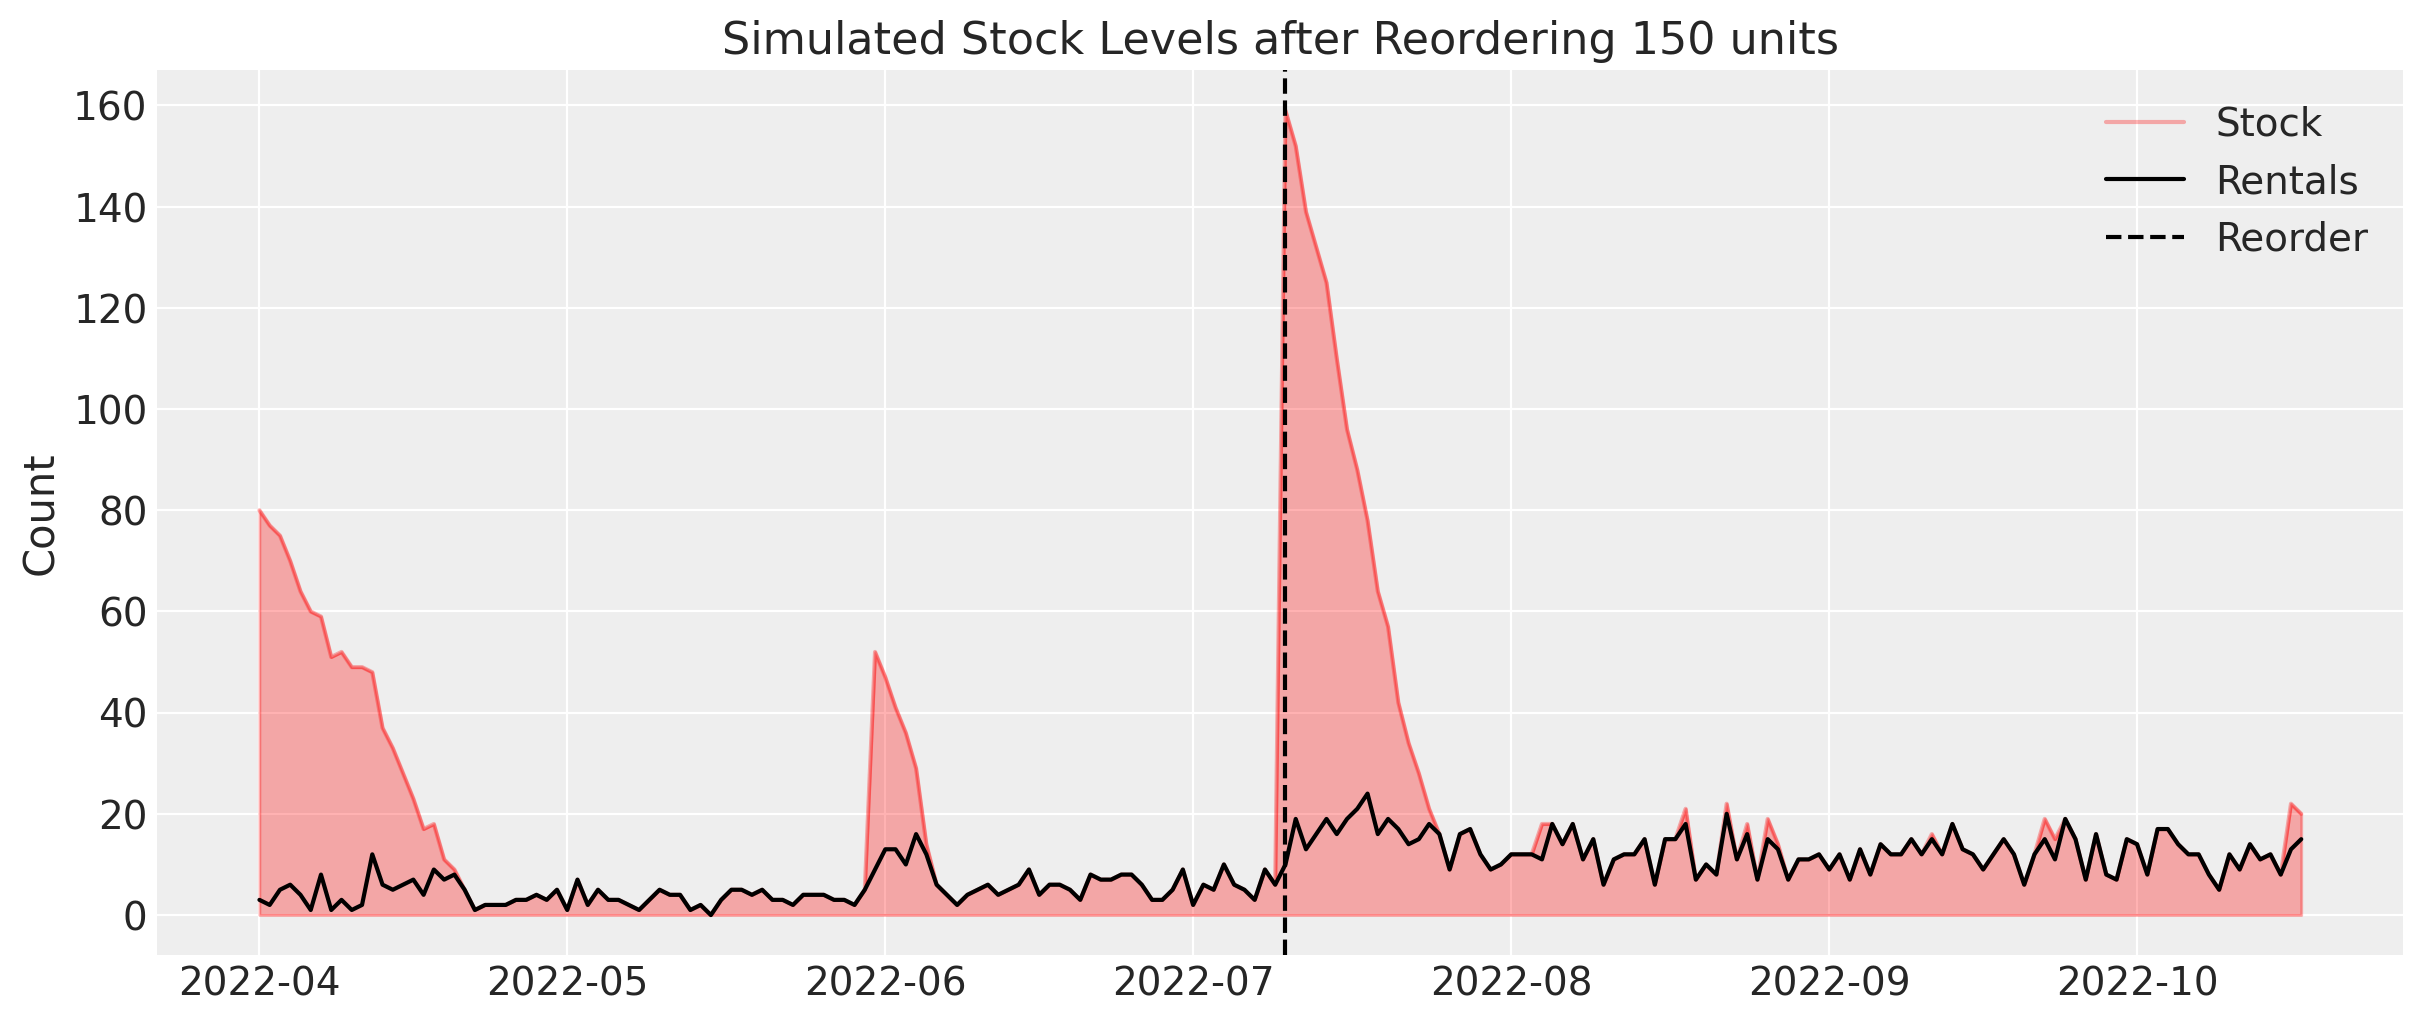 Simulated Stock Levels after Reordering 150 units
Count
160
140
120
100
80
60
40
20
0
Stock
Rentals
Reorder
2022-04 2022-05 2022-06 2022-07 2022-08 2022-09 2022-10